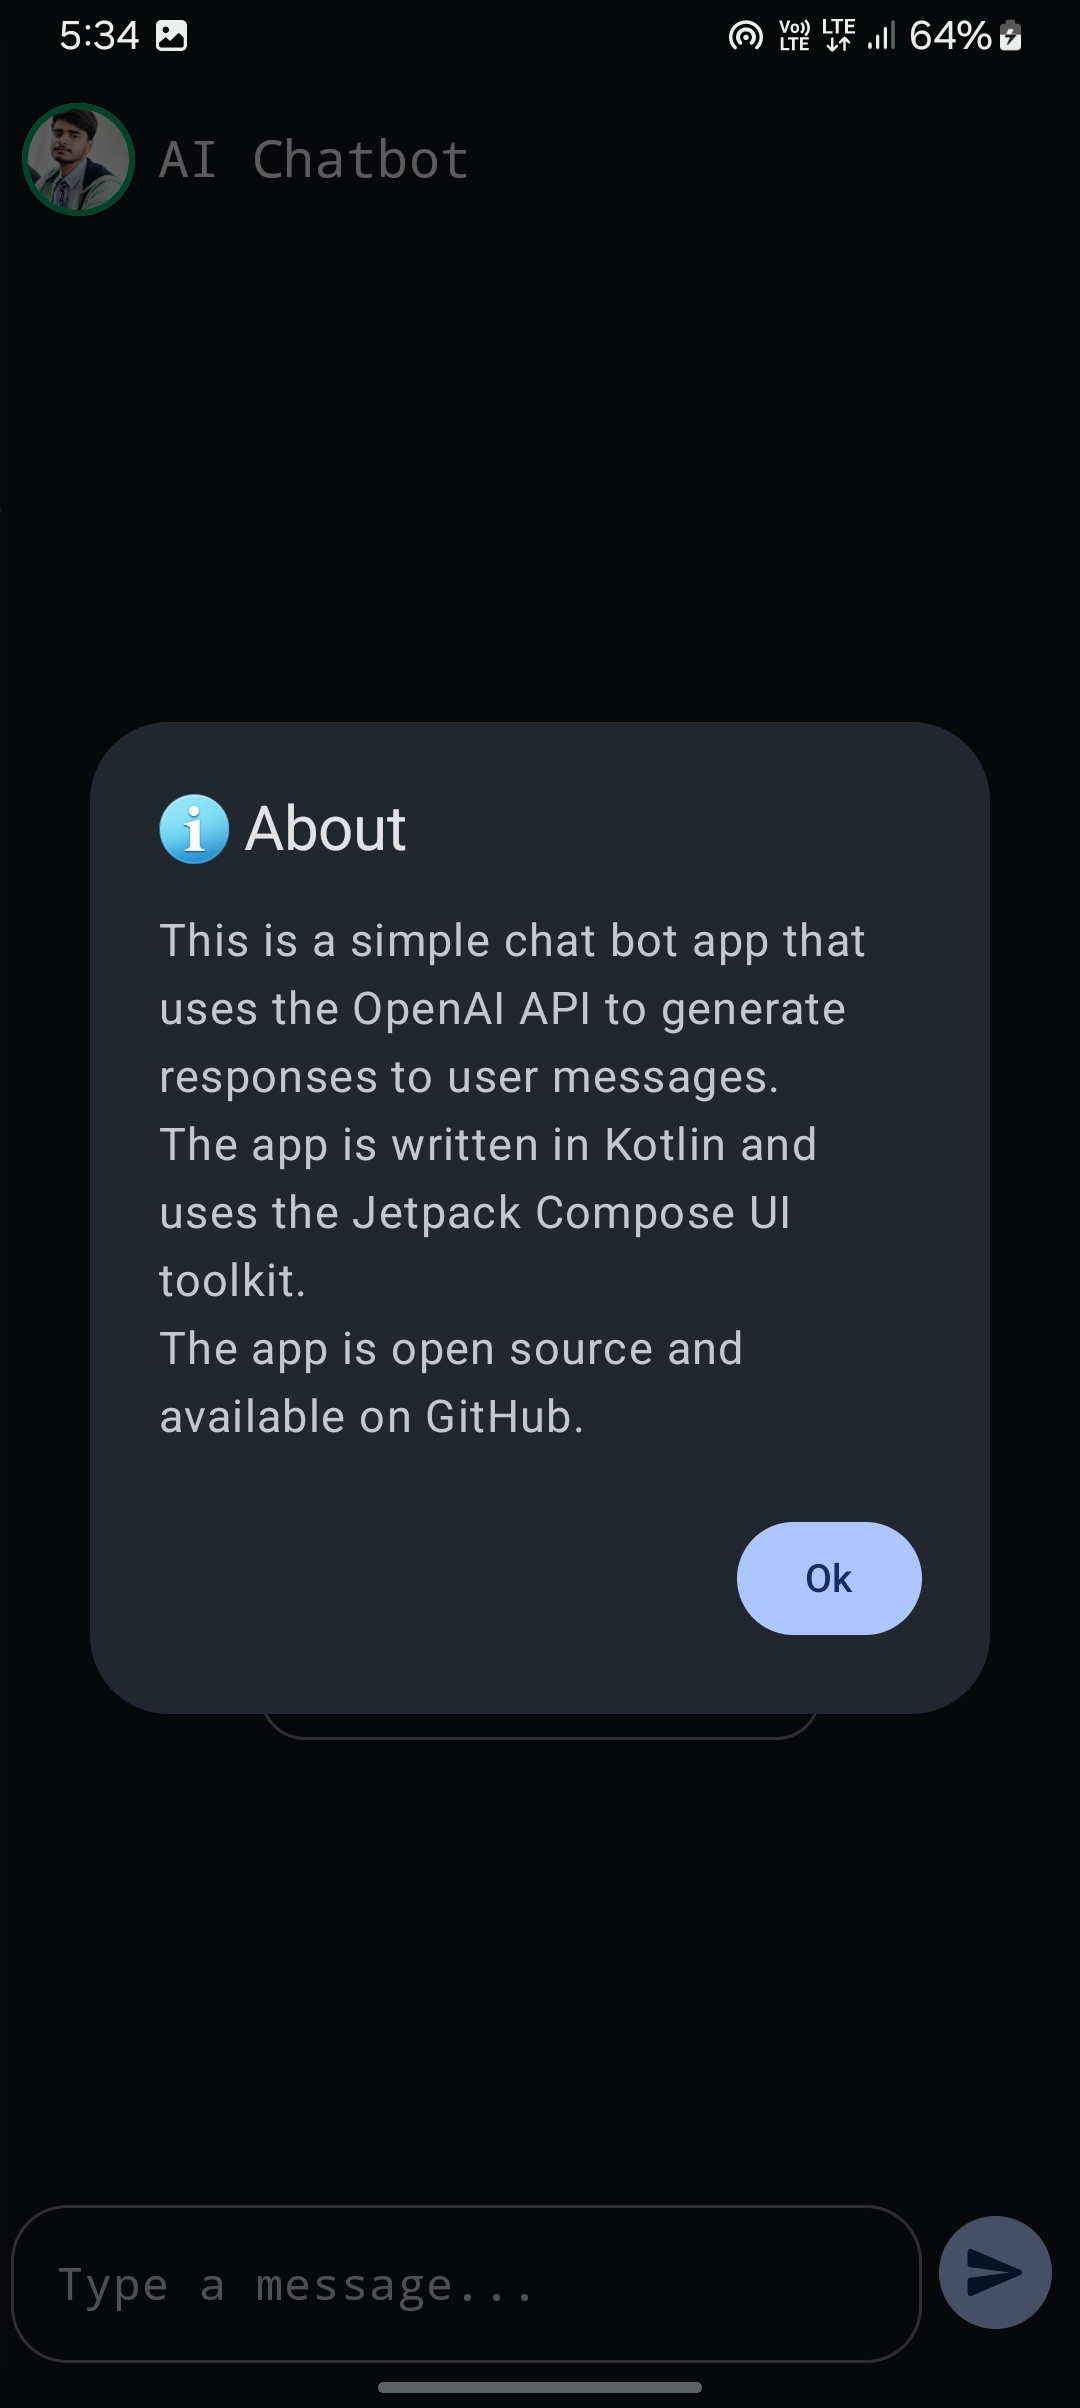 5:34 Vo)) LTE LTE 64%
AI Chatbot
i About
This is a simple chat bot app that
uses the OpenAI API to generate
responses to user messages.
The app is written in Kotlin and
uses the Jetpack Compose UI
toolkit.
The app is open source and
available on GitHub.
Ok
Type a message...